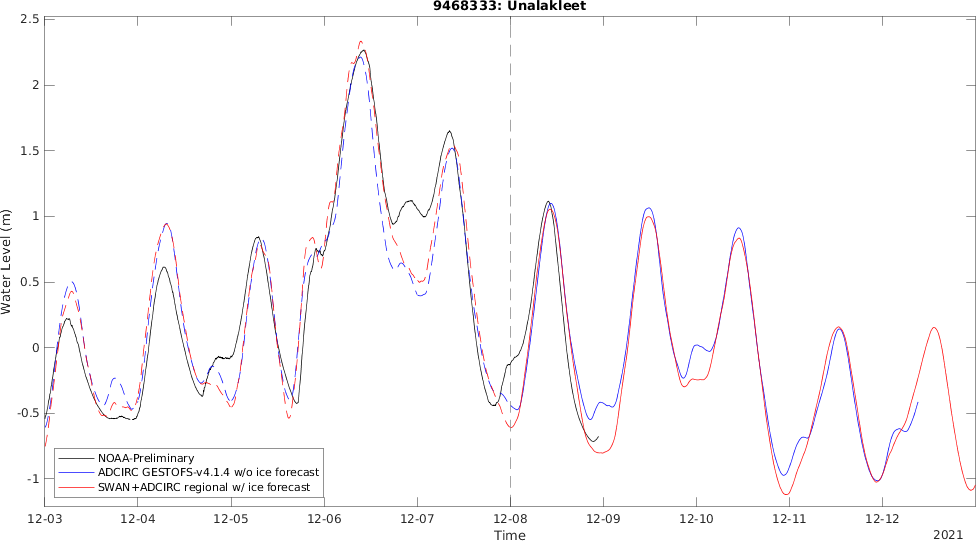 9468333: Unalakleet
Water Level (m)
2.5
2
1.5
1
0.5
0
-0.5
-1
NOAA-Preliminary
ADCIRC GESTOFS-v4.1.4 w/o ice forecast
SWAN+ADCIRC regional w/ ice forecast
12-03 12-04 12-05 12-06 12-07 12-08 12-09 12-10 12-11 12-12
Time
2021